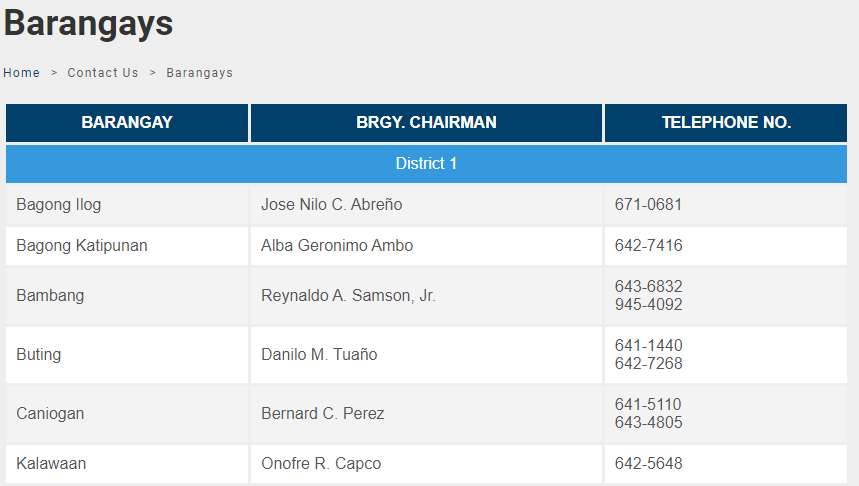 Barangays
Home > Contact Us > Barangays
BARANGAY BRGY. CHAIRMAN TELEPHONE NO.
District 1
Bagong Ilog Jose Nilo C. Abreño 671-0681
Bagong Katipunan Alba Geronimo Ambo 642-7416
Bambang Reynaldo A. Samson, Jr. 643-6832
945-4092
Buting Danilo M. Tuaño 641-1440
642-7268
Caniogan Bernard C. Perez 641-5110
643-4805
Kalawaan Onofre R. Capco 642-5648